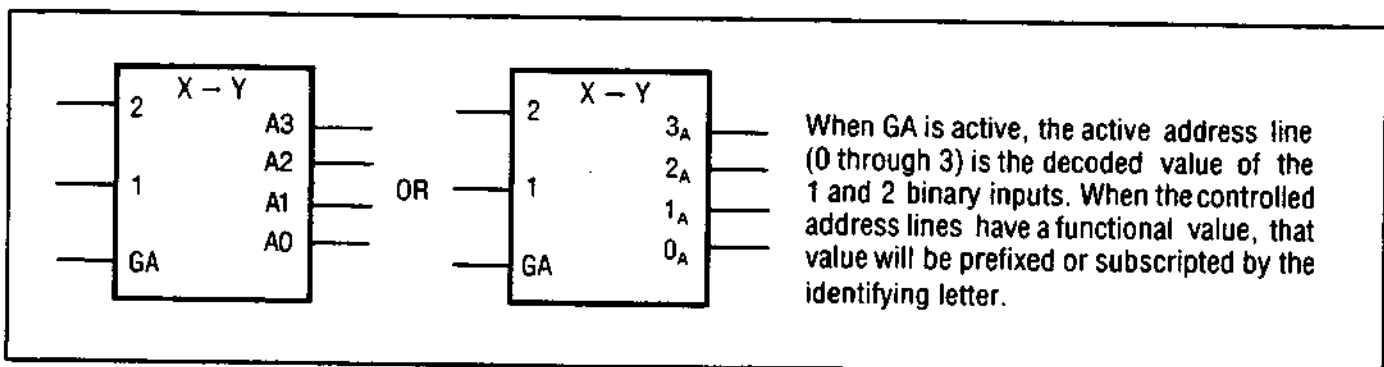 X – Y
2
A3
A2
1
A1
A0
GA
OR
X – Y
2
3A
2A
1
1A
0A
GA
When GA is active, the active address line
(0 through 3) is the decoded value of the
1 and 2 binary inputs. When the controlled
address lines have a functional value, that
value will be prefixed or subscripted by the
identifying letter.